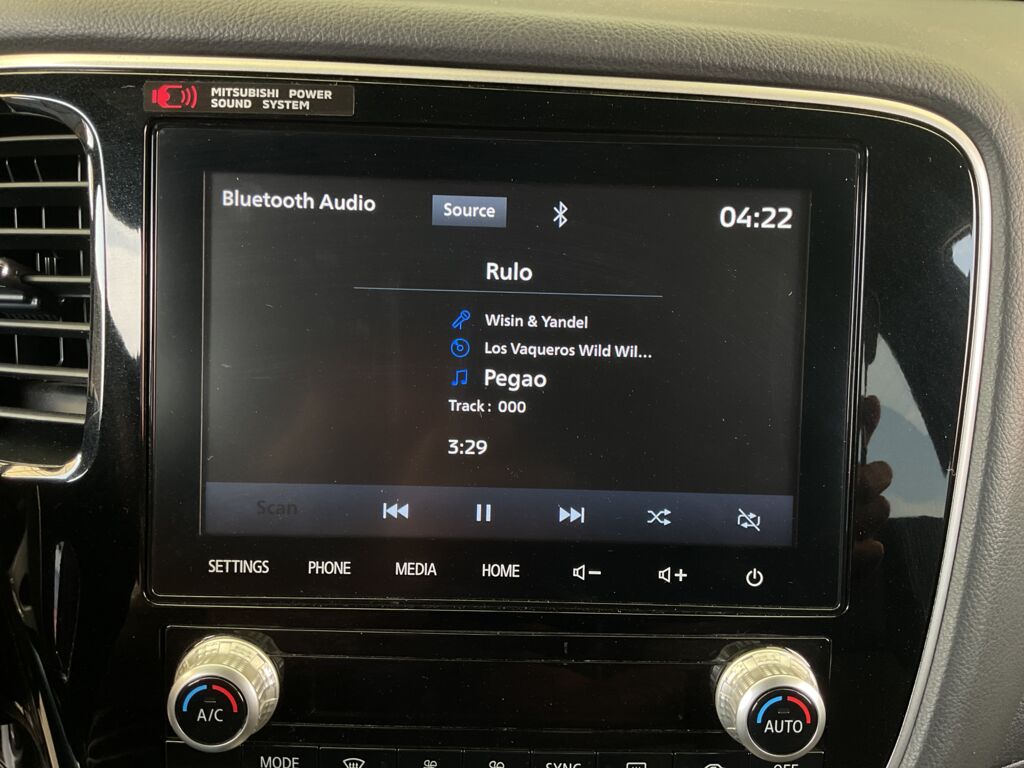 MITSUBISHI POWER
SOUND SYSTEM
Bluetooth Audio
Source
04:22
Rulo
Wisin & Yandel
Los Vaqueros Wild Wil...
Pegao
Track: 000
3:29
Scan
SETTINGS
PHONE
MEDIA
HOME
A/C
AUTO
MODE
SYNC
OFF